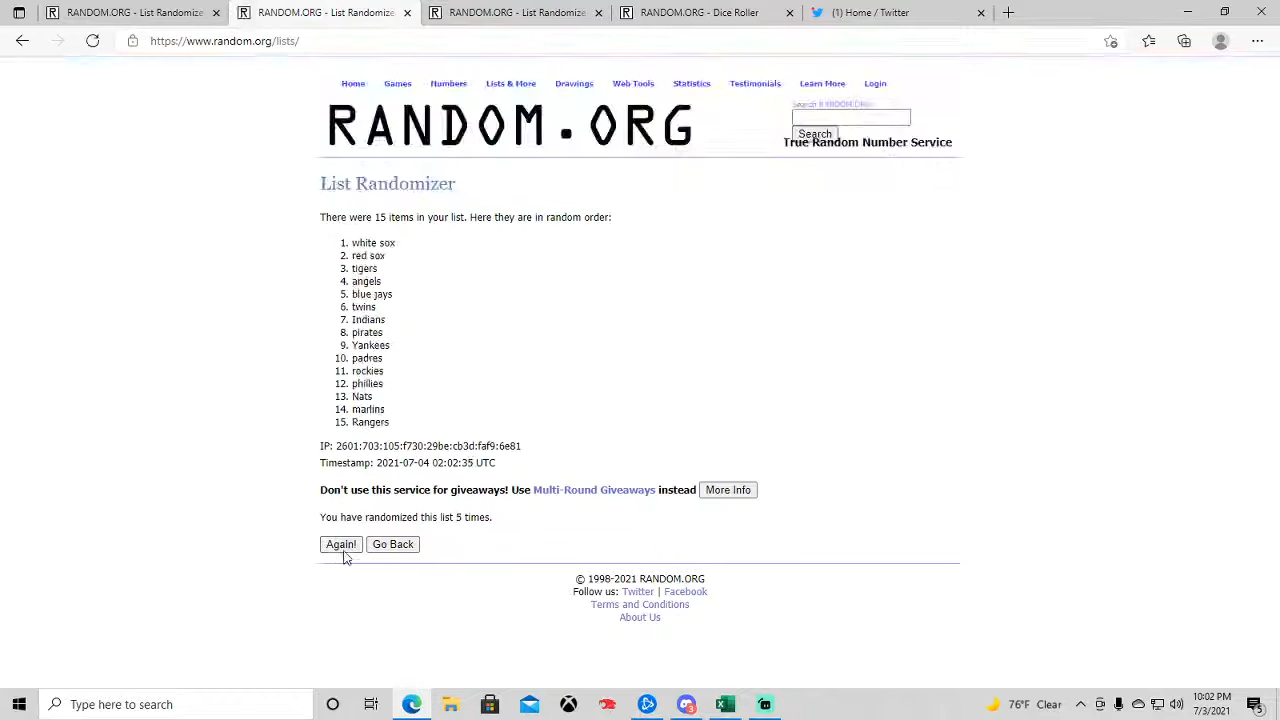 RANDOM.ORG - List Randomizer
RANDOM.ORG - List Randomizer
RANDOM.ORG - List Randomizer
RANDOM.ORG - Dice Roller
(1) Home / Twitter
https://www.random.org/lists/
Home Games Numbers Lists & More Drawings Web Tools Statistics Testimonials Learn More Login
RANDOM.ORG
Search RANDOM.ORG
Search
True Random Number Service
List Randomizer
There were 15 items in your list. Here they are in random order:
1. white sox
2. red sox
3. tigers
4. angels
5. blue jays
6. twins
7. Indians
8. pirates
9. Yankees
10. padres
11. rockies
12. phillies
13. Nats
14. marlins
15. Rangers
IP: 2601:703:105:f730:29be:cb3d:faf9:6e81
Timestamp: 2021-07-04 02:02:35 UTC
Don't use this service for giveaways! Use Multi-Round Giveaways instead More Info
You have randomized this list 5 times.
Again! Go Back
© 1998-2021 RANDOM.ORG
Follow us: Twitter | Facebook
Terms and Conditions
About Us
Type here to search
3
76°F Clear
10:02 PM
7/3/2021
5